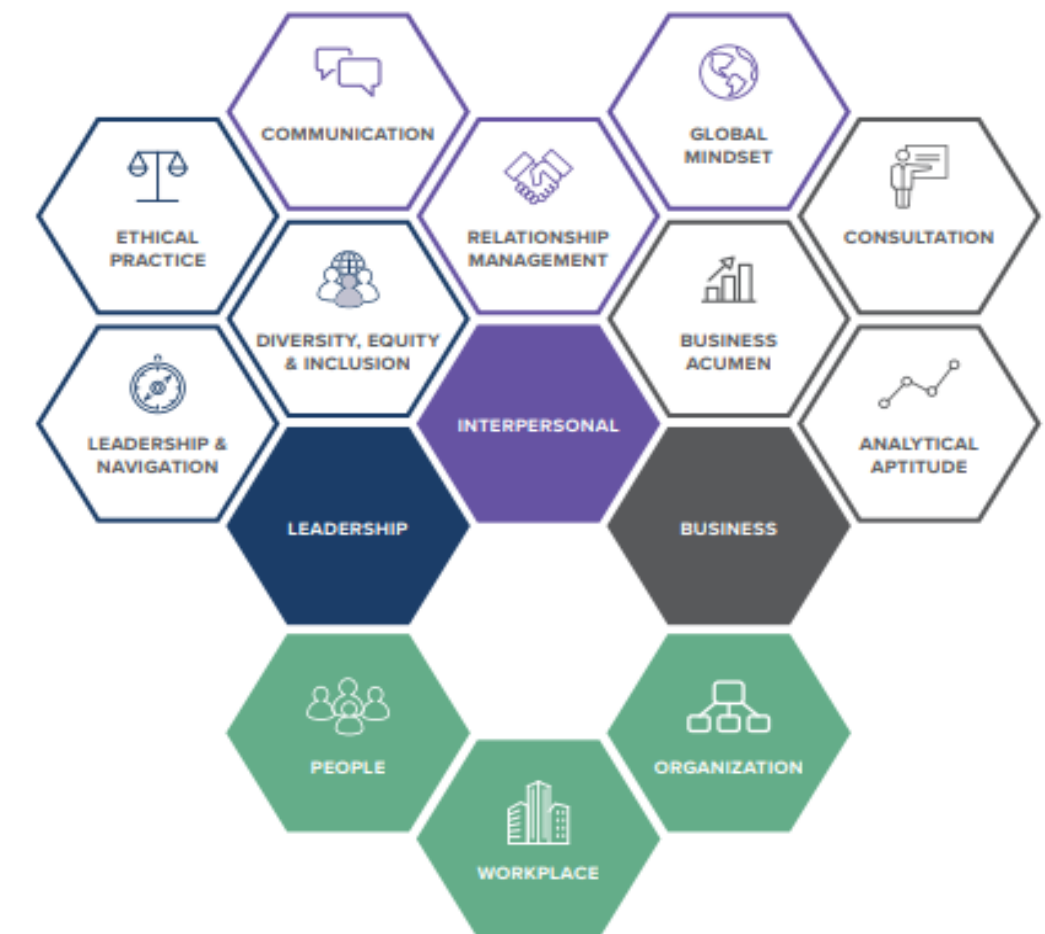 COMMUNICATION
GLOBAL
MINDSET
ETHICAL
PRACTICE
RELATIONSHIP
MANAGEMENT
CONSULTATION
DIVERSITY, EQUITY
& INCLUSION
BUSINESS
ACUMEN
LEADERSHIP &
NAVIGATION
INTERPERSONAL
ANALYTICAL
APTITUDE
LEADERSHIP
BUSINESS
PEOPLE
ORGANIZATION
WORKPLACE